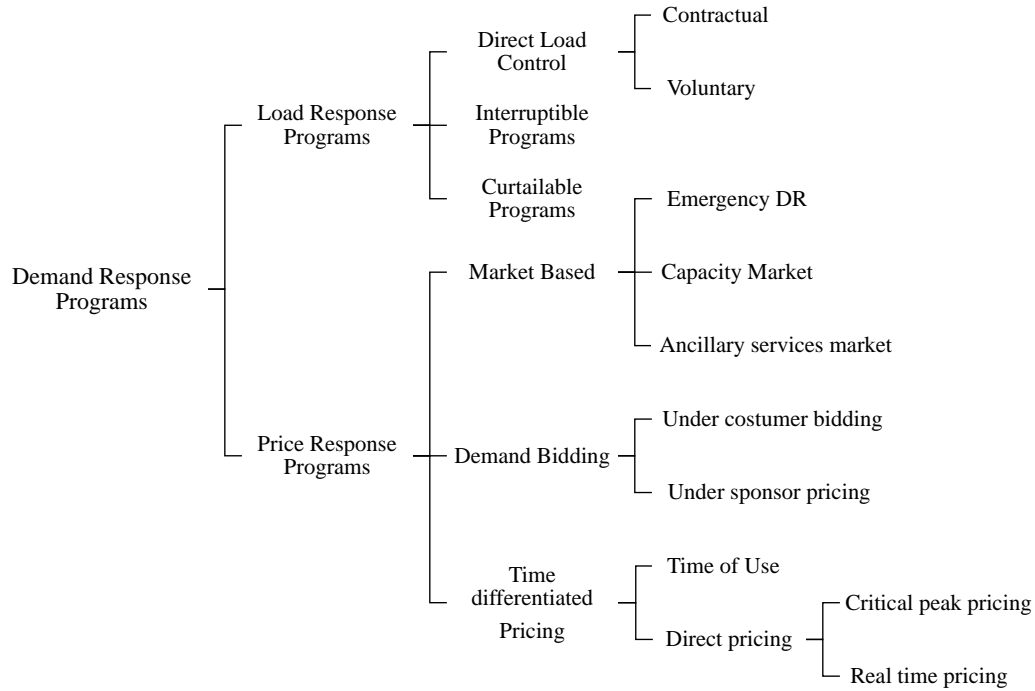 Demand Response
Programs
Load Response
Programs
Direct Load
Control
Contractual
Voluntary
Interruptible
Programs
Curtailable
Programs
Price Response
Programs
Market Based
Emergency DR
Capacity Market
Ancillary services market
Demand Bidding
Under costumer bidding
Under sponsor pricing
Time
differentiated
Pricing
Time of Use
Direct pricing
Critical peak pricing
Real time pricing